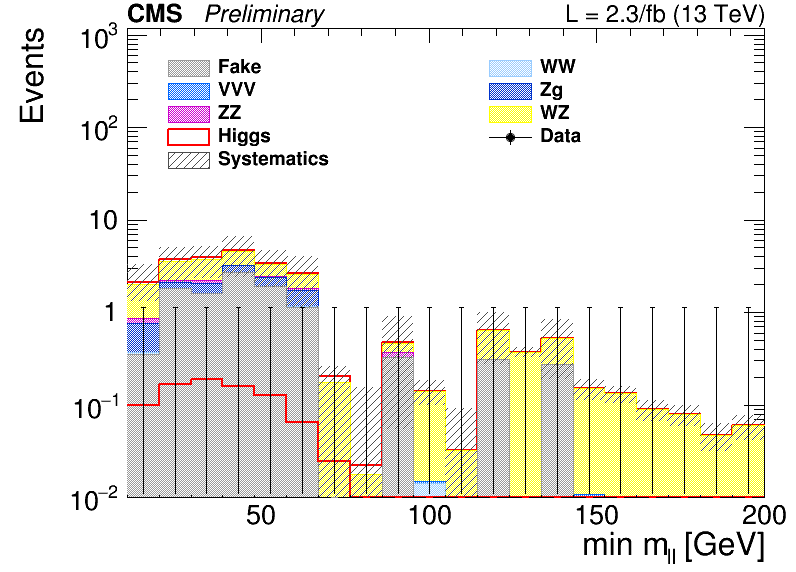 CMS Preliminary L = 2.3/fb (13 TeV)
Events
10³
10²
10
1
10⁻¹
10⁻²
Fake
VVV
ZZ
Higgs
Systematics
WW
Zg
WZ
Data
50 100 150 200
min m_ll [GeV]